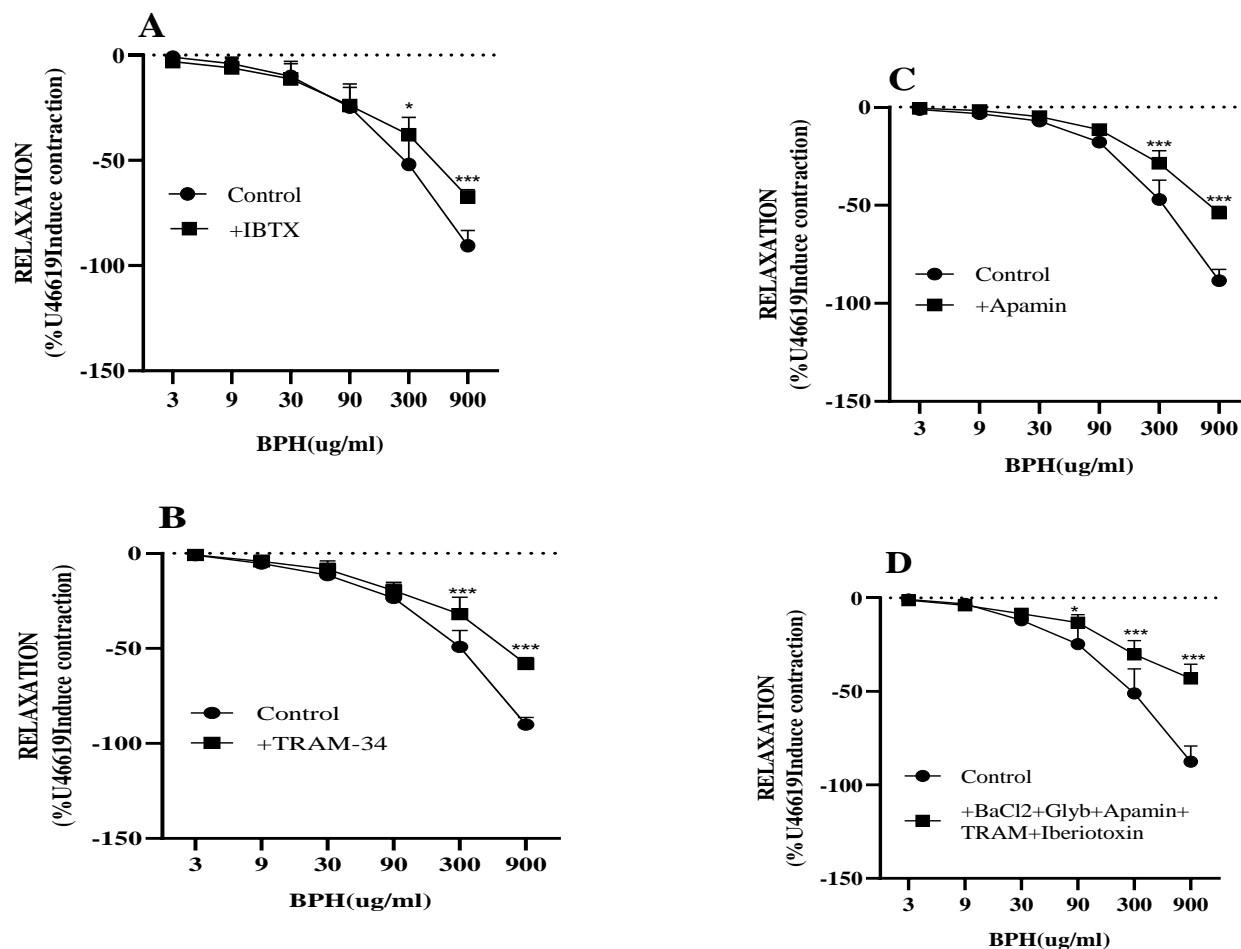 A
0
-50
-100
-150
RELAXATION
(%U46619Induce contraction)
*
***
Control
+IBTX
3 9 30 90 300 900
BPH(ug/ml)
B
0
-50
-100
-150
RELAXATION
(%U46619Induce contraction)
***
***
Control
+TRAM-34
3 9 30 90 300 900
BPH(ug/ml)
C
0
-50
-100
-150
RELAXATION
(%U46619Induce contraction)
***
***
Control
+Apamin
3 9 30 90 300 900
BPH(ug/ml)
D
0
-50
-100
-150
RELAXATION
(%U46619Induce contraction)
*
***
***
Control
+BaCl2+Glyb+Apamin+
TRAM+Iberiotoxin
3 9 30 90 300 900
BPH(ug/ml)